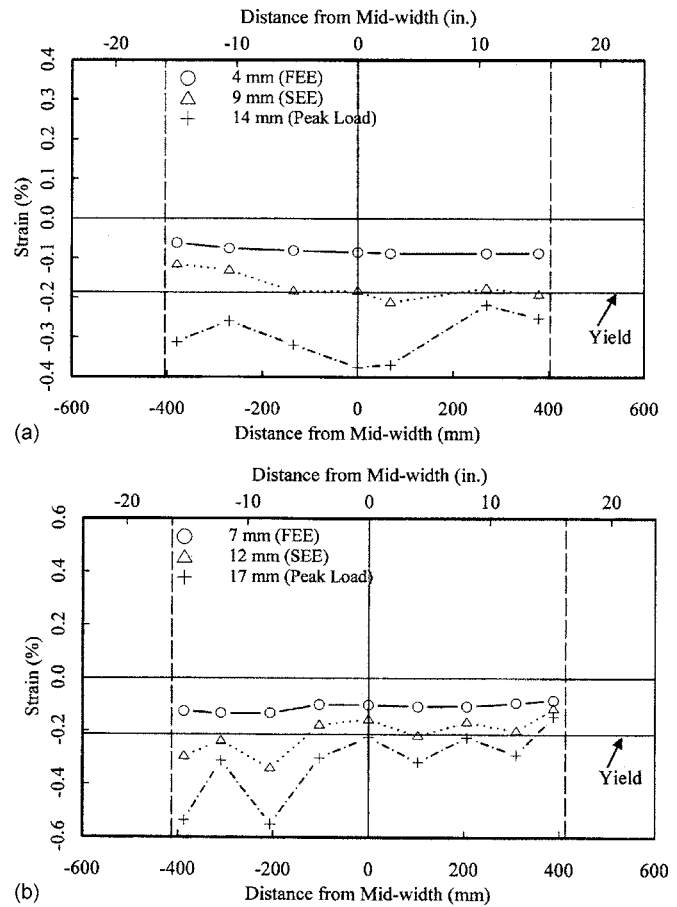 Distance from Mid-width (in.)
-20 -10 0 10 20
0.4
0.3
0.2
0.1
0.0
-0.1
-0.2
-0.3
-0.4
Strain (%)
4 mm (FEE)
9 mm (SEE)
14 mm (Peak Load)
Yield
-600 -400 -200 0 200 400 600
(a)
Distance from Mid-width (mm)
Distance from Mid-width (in.)
-20 -10 0 10 20
0.6
0.4
0.2
0.0
-0.2
-0.4
-0.6
Strain (%)
7 mm (FEE)
12 mm (SEE)
17 mm (Peak Load)
Yield
-600 -400 -200 0 200 400 600
(b)
Distance from Mid-width (mm)